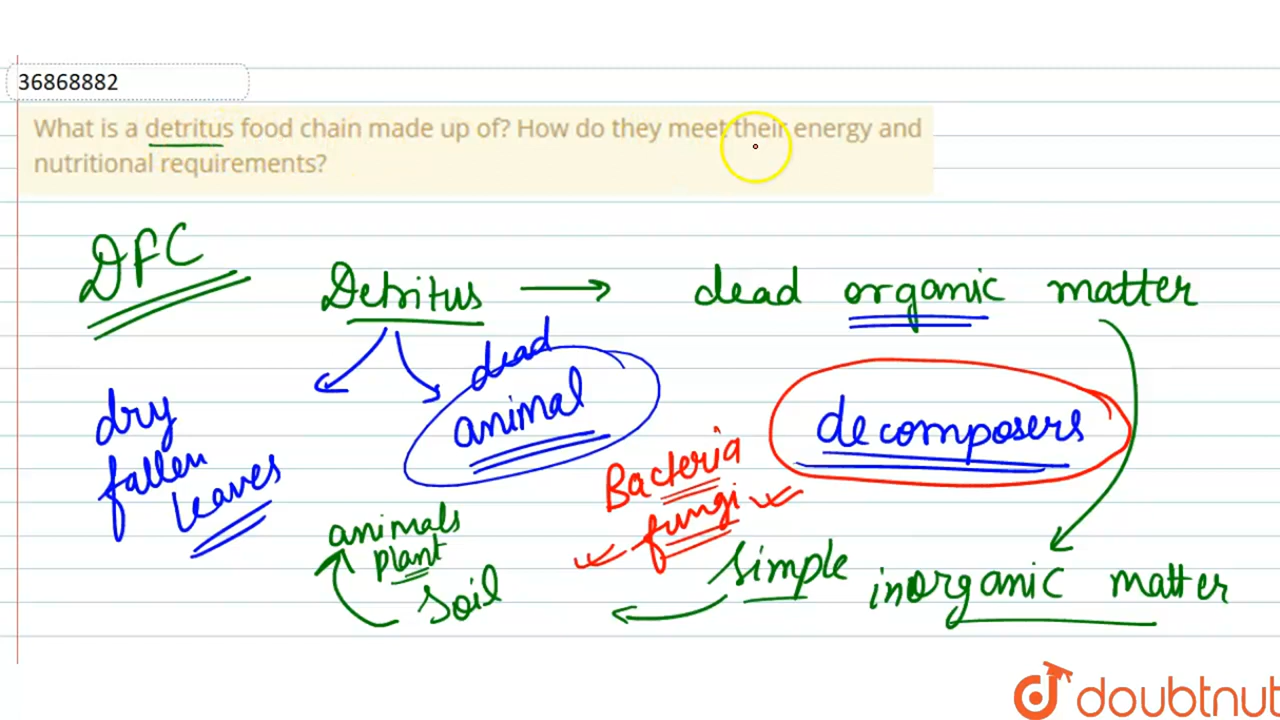 36868882
What is a detritus food chain made up of? How do they meet their energy and
nutritional requirements?
DFC
Detritus → dead organic matter
dry
fallen
leaves
dead
animal
decomposers
Bacteria
fungi
animals
plant
soil
simple inorganic matter
doubtnut